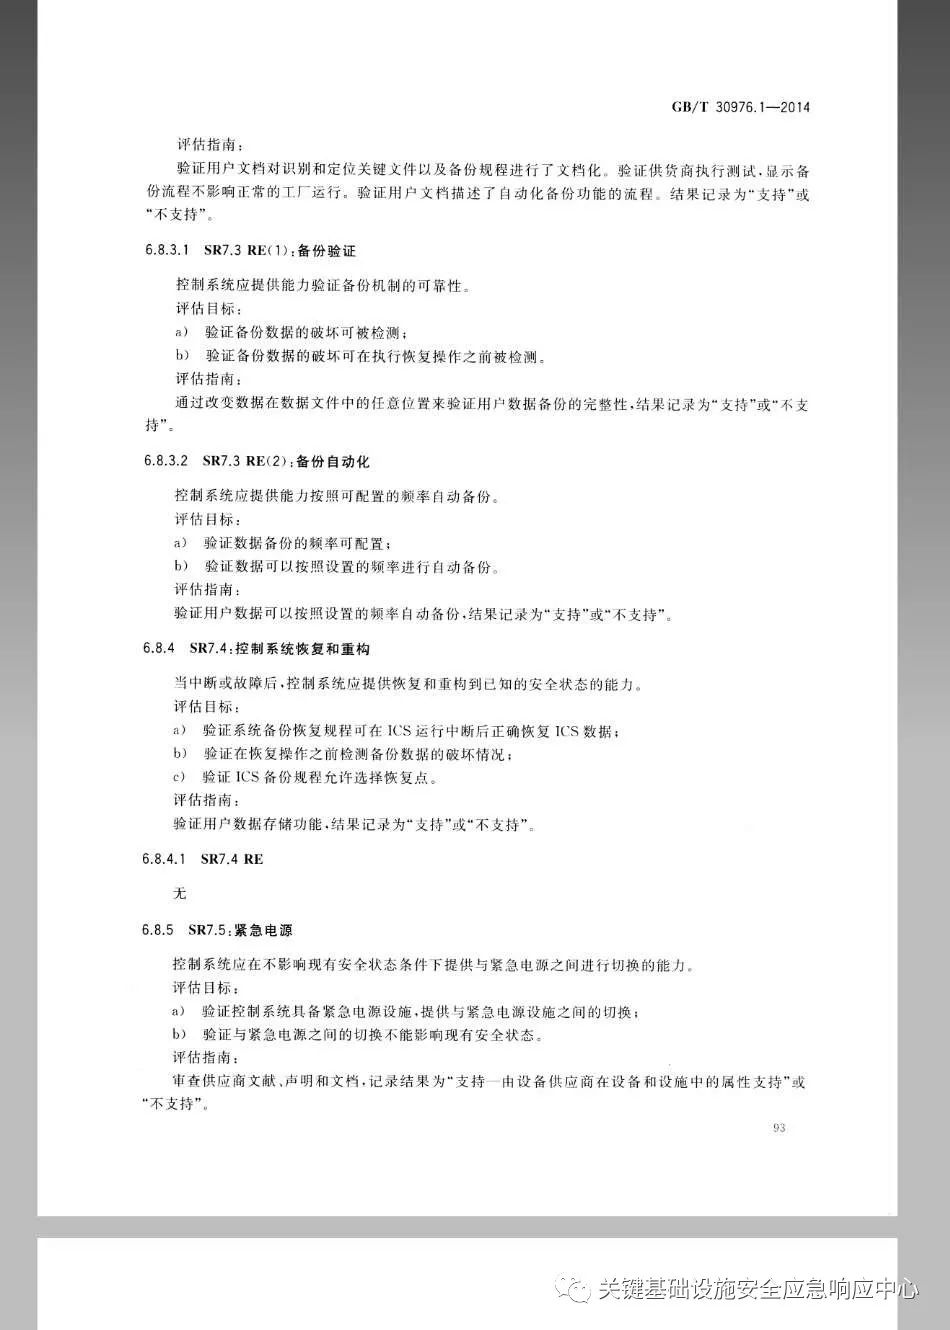 GB/T 30976.1—2014
评估指南:
验证用户文档对识别和定位关键文件以及备份规程进行了文档化。验证供货商执行测试,显示备
份流程不影响正常的工厂运行。验证用户文档描述了自动化备份功能的流程。结果记录为“支持”或
“不支持”。
6.8.3.1 SR7.3 RE(1):备份验证
控制系统应提供能力验证备份机制的可靠性。
评估目标:
a) 验证备份数据的破坏可被检测;
b) 验证备份数据的破坏可在执行恢复操作之前被检测。
评估指南:
通过改变数据在数据文件中的任意位置来验证用户数据备份的完整性,结果记录为“支持”或“不支
持”。
6.8.3.2 SR7.3 RE(2):备份自动化
控制系统应提供能力按照可配置的频率自动备份。
评估目标:
a) 验证数据备份的频率可配置;
b) 验证数据可以按照设置的频率进行自动备份。
评估指南:
验证用户数据可以按照设置的频率自动备份,结果记录为“支持”或“不支持”。
6.8.4 SR7.4:控制系统恢复和重构
当中断或故障后,控制系统应提供恢复和重构到已知的安全状态的能力。
评估目标:
a) 验证系统备份恢复规程可在 ICS 运行中断后正确恢复 ICS 数据;
b) 验证在恢复操作之前检测备份数据的破坏情况;
c) 验证 ICS 备份规程允许选择恢复点。
评估指南:
验证用户数据存储功能,结果记录为“支持”或“不支持”。
6.8.4.1 SR7.4 RE
无
6.8.5 SR7.5:紧急电源
控制系统应在不影响现有安全状态条件下提供与紧急电源之间进行切换的能力。
评估目标:
a) 验证控制系统具备紧急电源设施,提供与紧急电源设施之间的切换;
b) 验证与紧急电源之间的切换不能影响现有安全状态。
评估指南:
审查供应商文献、声明和文档,记录结果为“支持—由设备供应商在设备和设施中的属性支持”或
“不支持”。
93
关键基础设施安全应急响应中心